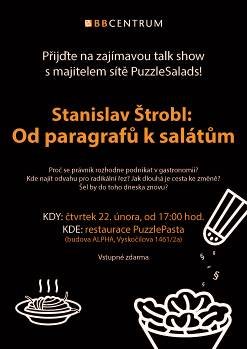 BBCENTRUM
Přijďte na zajímavou talk show
s majitelem sítě PuzzleSalads!
Stanislav Štrobl:
Od paragrafů k salátům
Proč se právník rozhodne podnikat v gastronomii?
Kde najít odvahu pro radikální řez? Jak dlouhá je cesta ke změně?
Šel by do toho dneska znovu?
KDY: čtvrtek 22. února, od 17:00 hod.
KDE: restaurace PuzzlePasta
(budova ALPHA, Vyskočilova 1461/2a)
Vstupné zdarma
§
§
§